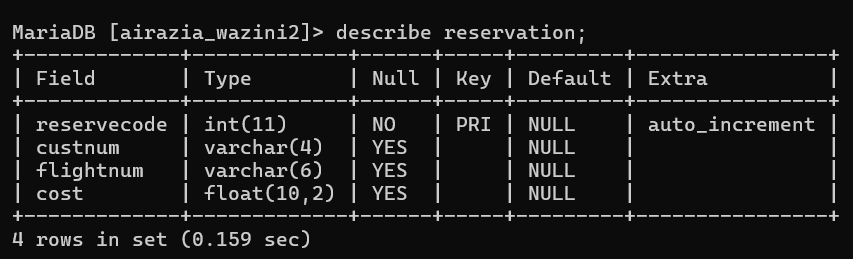 MariaDB [airazia_wazini2]> describe reservation;
+-------------+-------------+------+-----+---------+----------------+
| Field       | Type        | Null | Key | Default | Extra          |
+-------------+-------------+------+-----+---------+----------------+
| reservecode | int(11)     | NO   | PRI | NULL    | auto_increment |
| custnum     | varchar(4)  | YES  |     | NULL    |                |
| flightnum   | varchar(6)  | YES  |     | NULL    |                |
| cost        | float(10,2) | YES  |     | NULL    |                |
+-------------+-------------+------+-----+---------+----------------+
4 rows in set (0.159 sec)